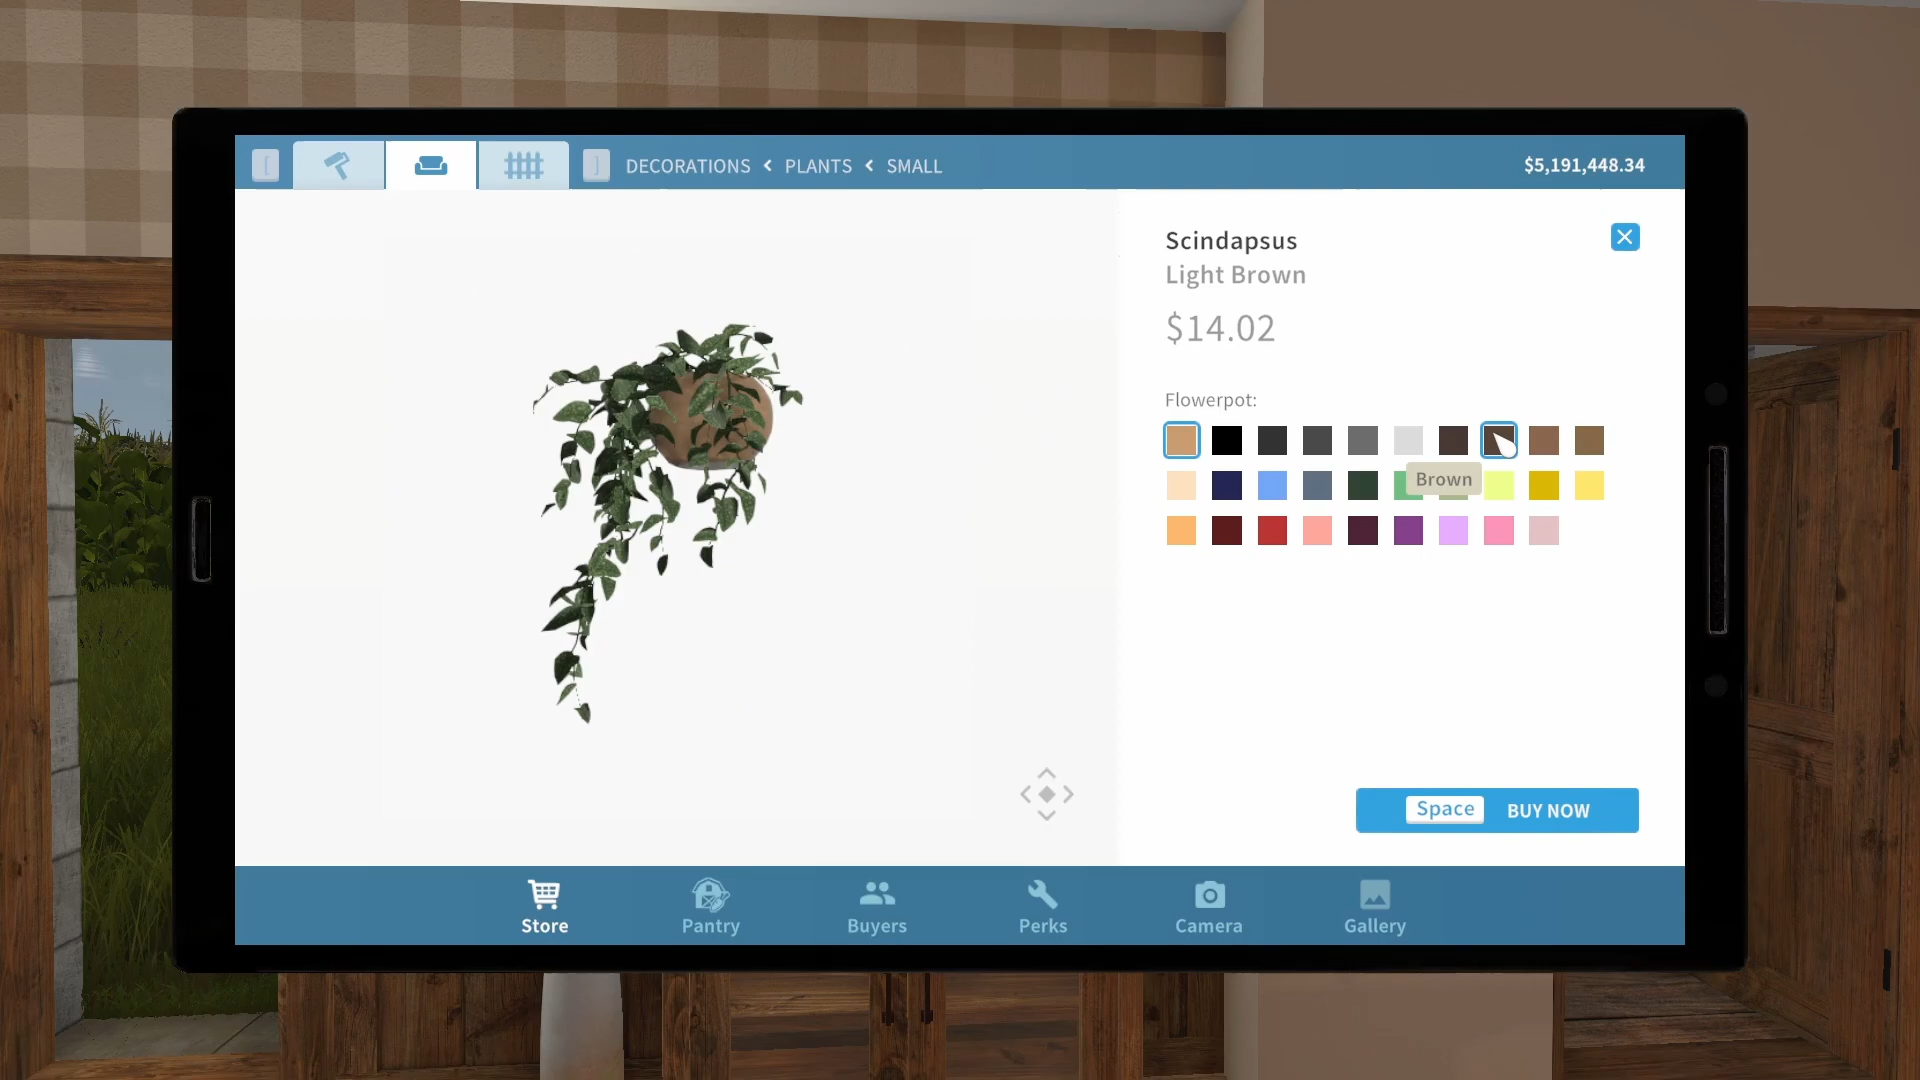 [
]
DECORATIONS < PLANTS < SMALL
$5,191,448.34
Scindapsus
Light Brown
$14.02
Flowerpot:
Brown
Space BUY NOW
Store
Pantry
Buyers
Perks
Camera
Gallery